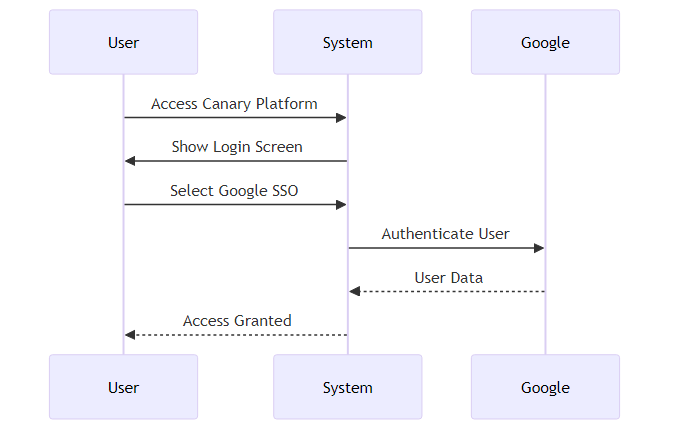 User
System
Google
Access Canary Platform
Show Login Screen
Select Google SSO
Authenticate User
User Data
Access Granted
User
System
Google